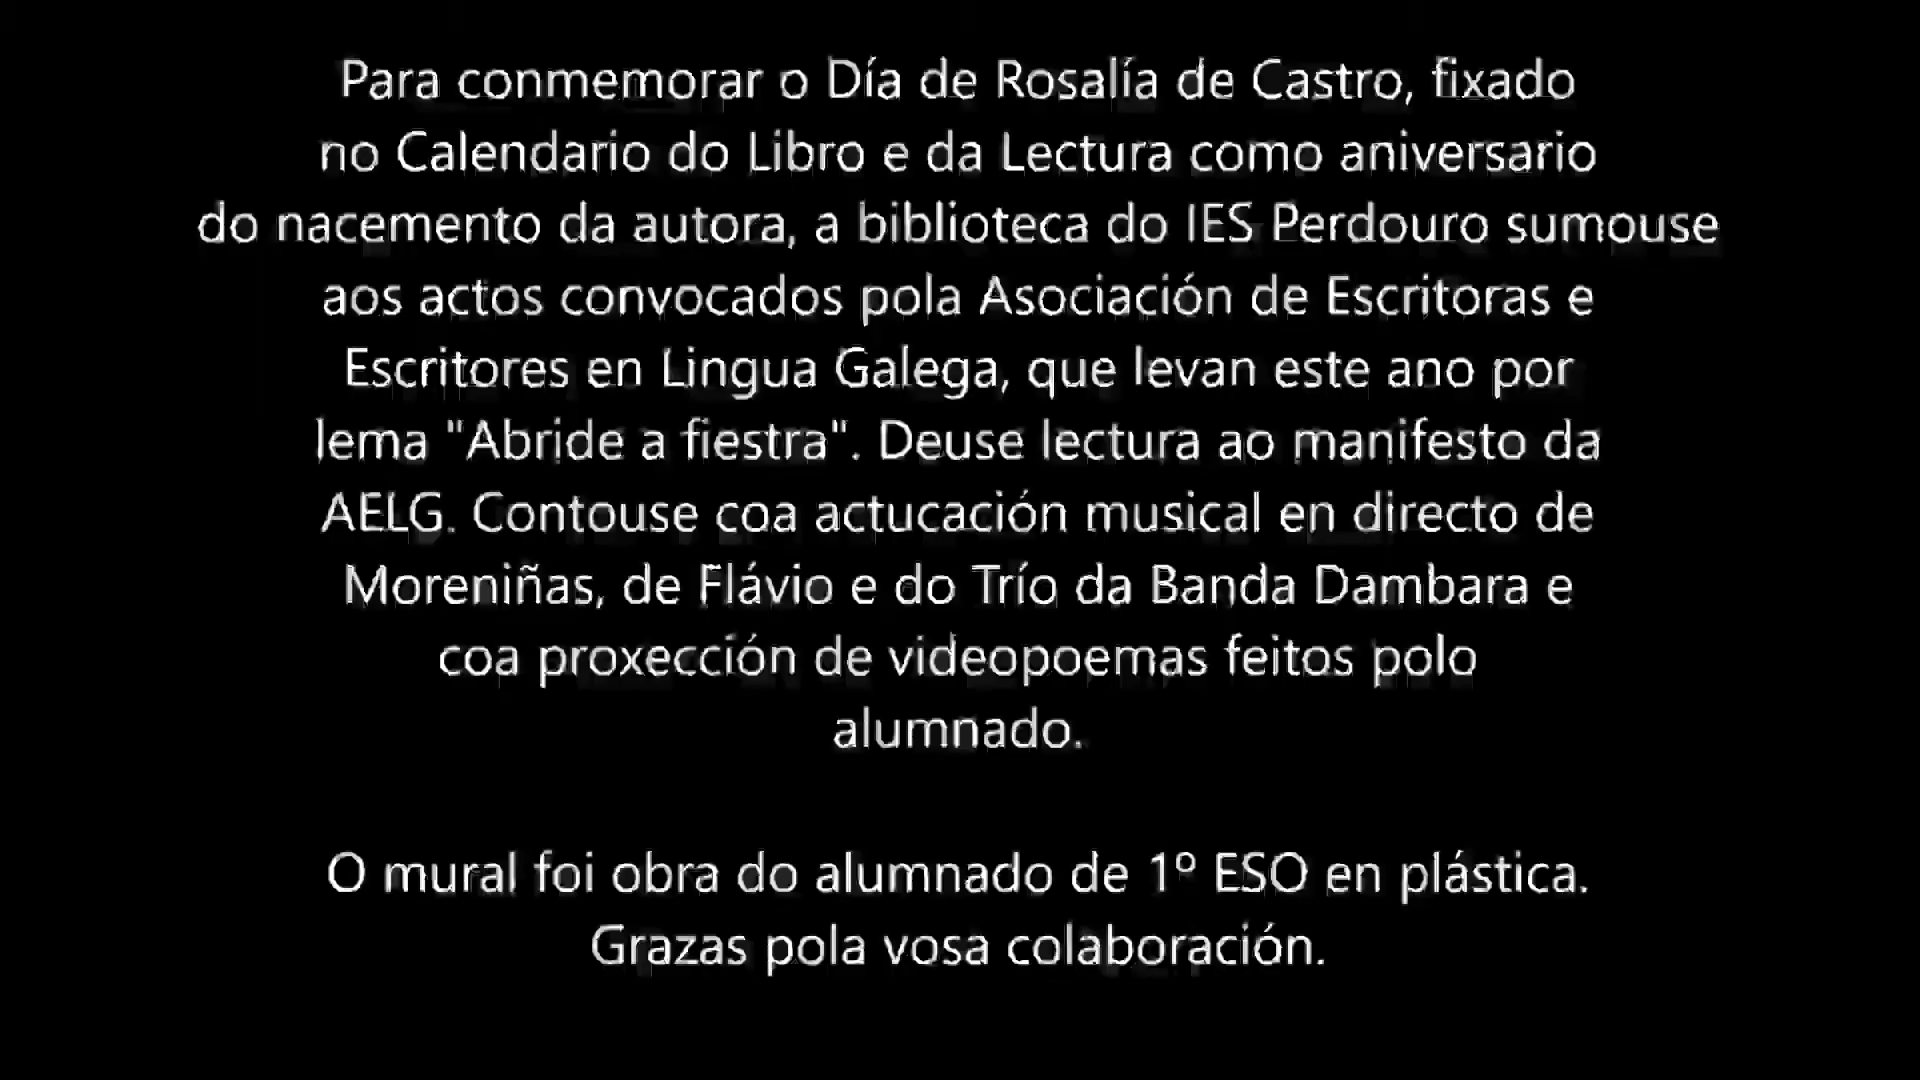 Para conmemorar o Día de Rosalía de Castro, fixado
no Calendario do Libro e da Lectura como aniversario
do nacemento da autora, a biblioteca do IES Perdouro sumouse
aos actos convocados pola Asociación de Escritoras e
Escritores en Lingua Galega, que levan este ano por
lema "Abride a fiestra". Deuse lectura ao manifesto da
AELG. Contouse coa actucación musical en directo de
Moreniñas, de Flávio e do Trío da Banda Dambara e
coa proxección de videopoemas feitos polo
alumnado.
O mural foi obra do alumnado de 1º ESO en plástica.
Grazas pola vosa colaboración.